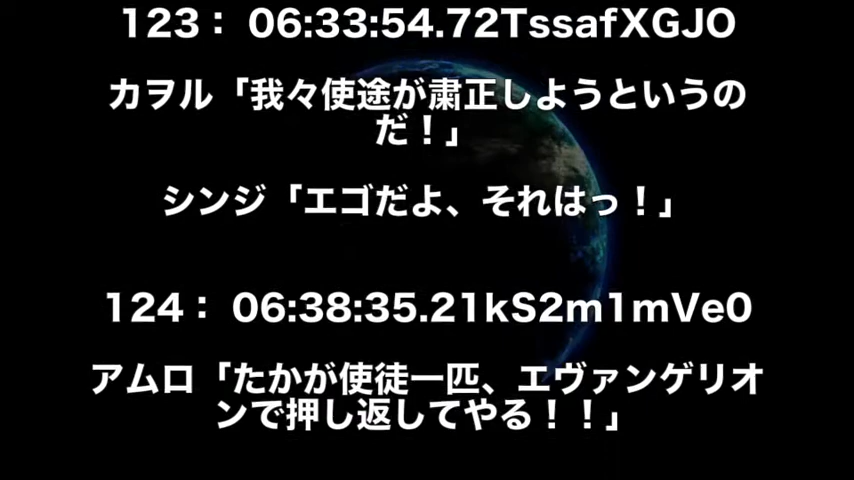 123： 06:33:54.72TssafXGJO
カヲル「我々使途が粛正しようというの
だ！」
シンジ「エゴだよ、それはっ！」
124： 06:38:35.21kS2m1mVe0
アムロ「たかが使徒一匹、エヴァンゲリオ
ンで押し返してやる！！」